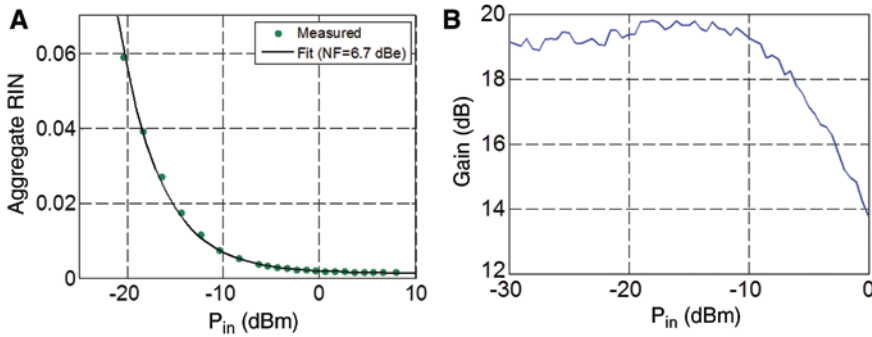 A
Aggregate RIN
0.06
0.04
0.02
0
Measured
Fit (NF=6.7 dBe)
-20 -10 0 10
P_in (dBm)
B
Gain (dB)
20
18
16
14
12
-30 -20 -10 0
P_in (dBm)